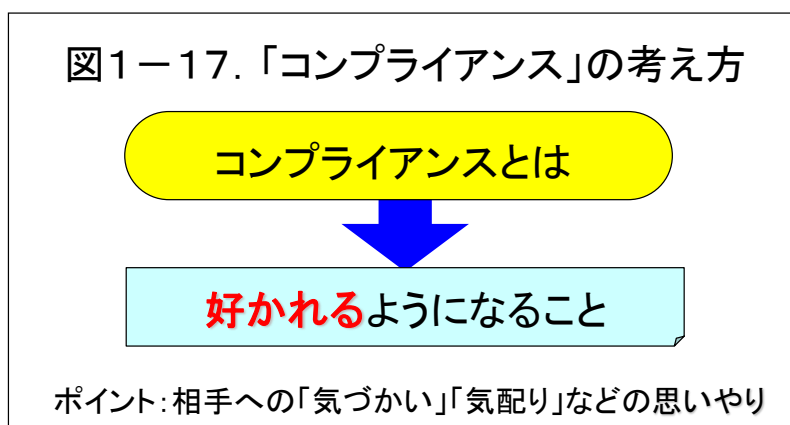 図1－17．「コンプライアンス」の考え方
コンプライアンスとは
好かれるようになること
ポイント：相手への「気づかい」「気配り」などの思いやり